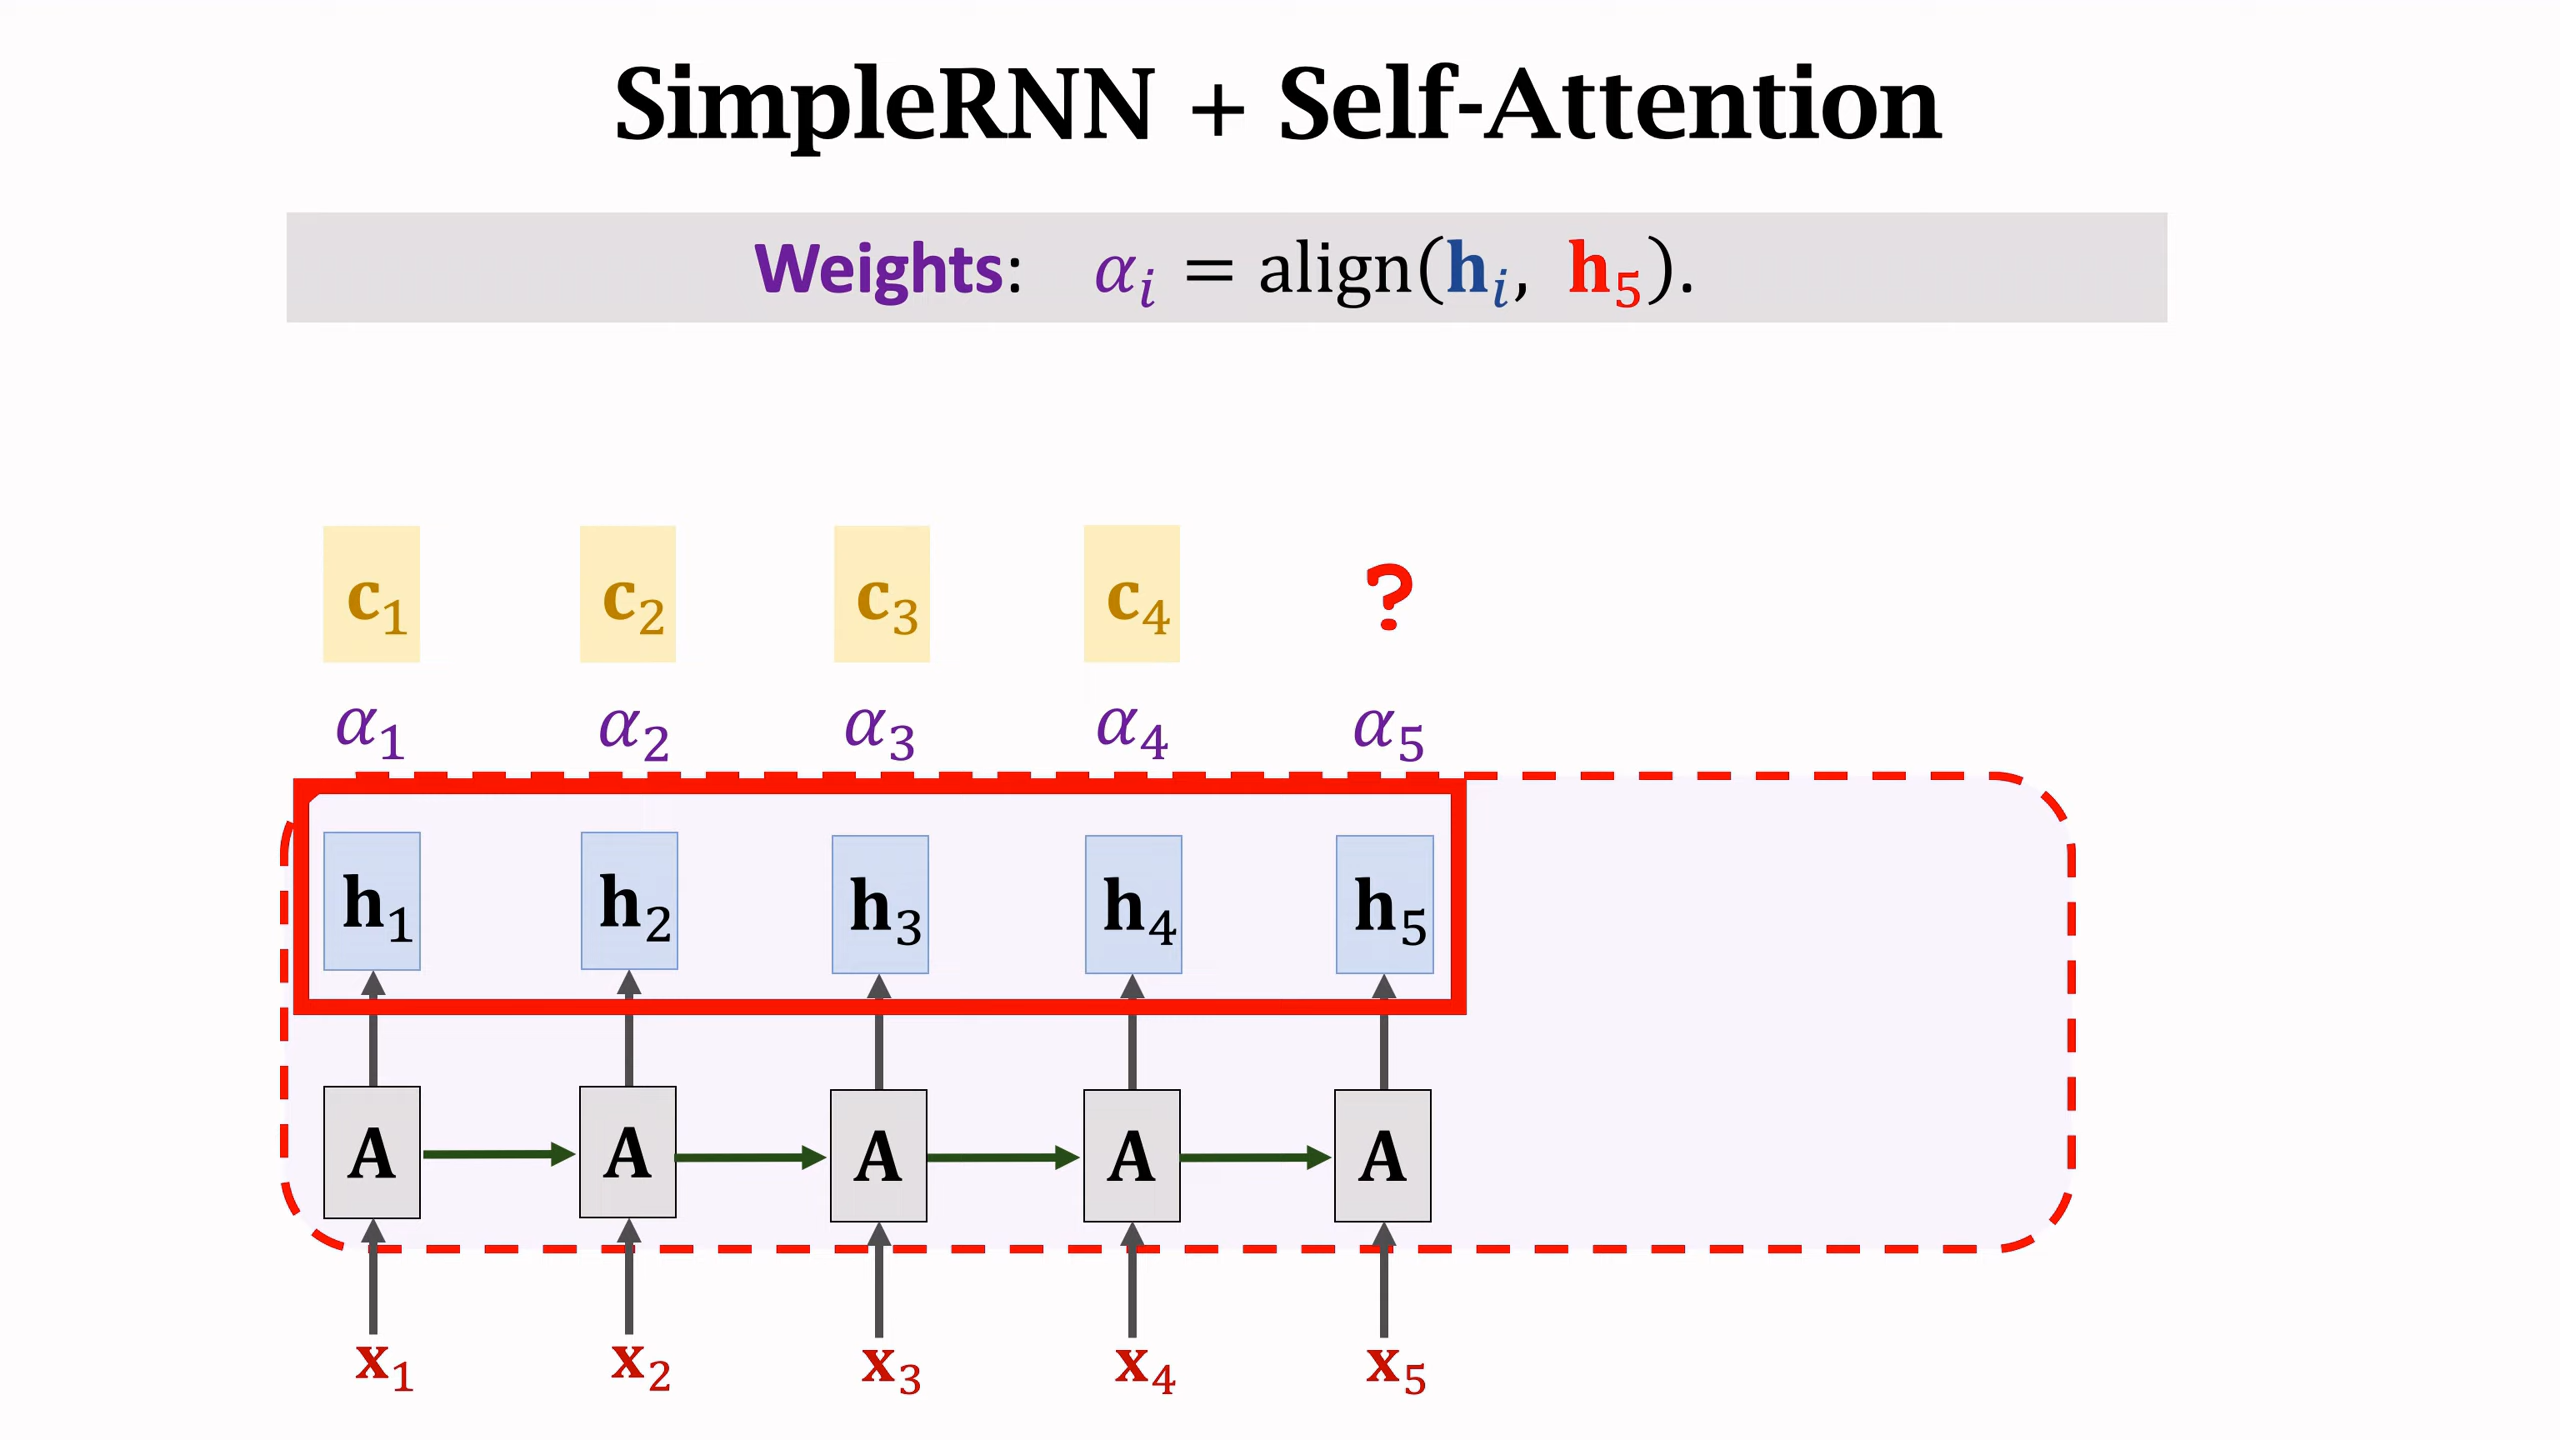 SimpleRNN + Self-Attention
Weights: αᵢ = align(hᵢ, h₅).
c₁ c₂ c₃ c₄ ?
α₁ α₂ α₃ α₄ α₅
h₁ h₂ h₃ h₄ h₅
A A A A A
x₁ x₂ x₃ x₄ x₅